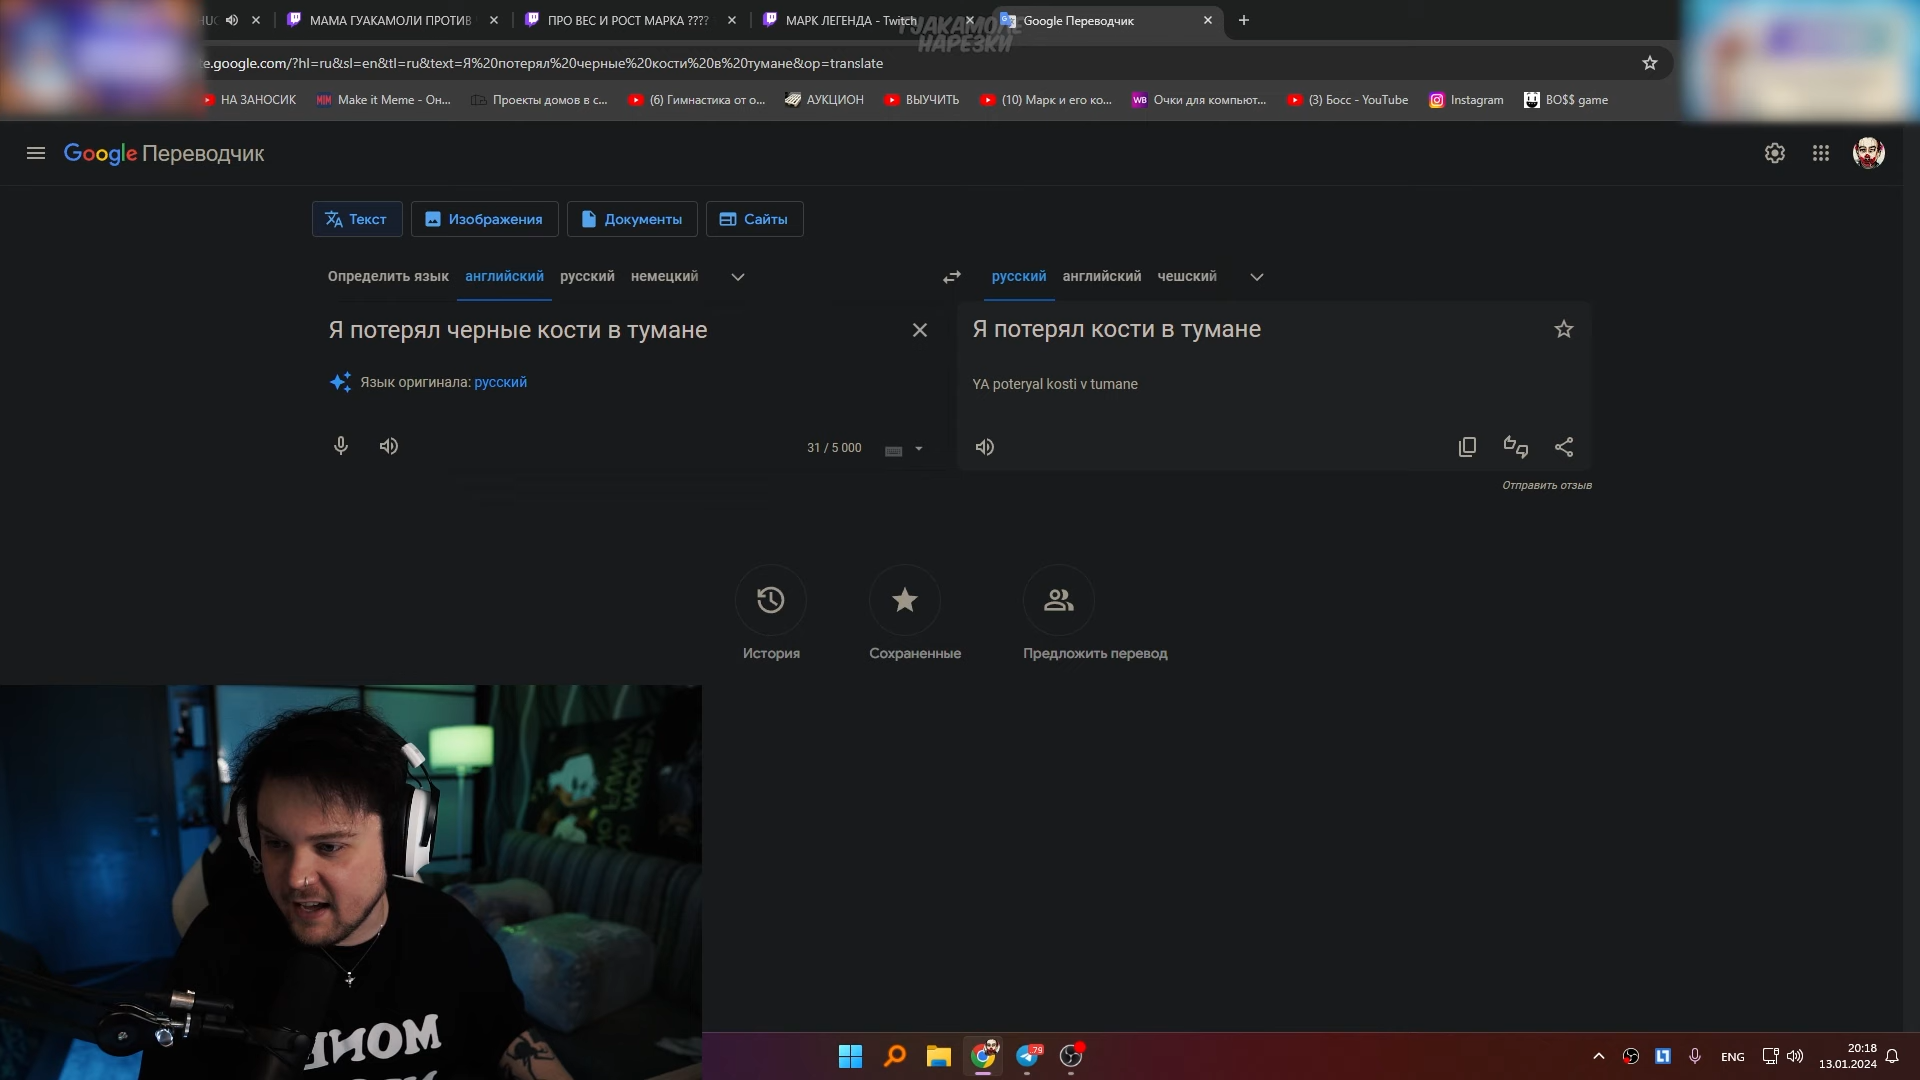 МАМА ГУАКАМОЛИ ПРОТИВ
ПРО ВЕС И РОСТ МАРКА ????
МАРК ЛЕГЕНДА - Twitch
Google Переводчик
ГУАКАМОЛЕ
НАРЕЗКИ
e.google.com/?hl=ru&sl=en&tl=ru&text=Я%20потерял%20черные%20кости%20в%20тумане&op=translate
НА ЗАНОСИК
Make it Meme - Он...
Проекты домов в с...
(6) Гимнастика от о...
АУКЦИОН
ВЫУЧИТЬ
(10) Марк и его ко...
WB
Очки для компьют...
(3) Босс - YouTube
Instagram
BO$$ game
Google Переводчик
Текст
Изображения
Документы
Сайты
Определить язык
английский
русский
немецкий
русский
английский
чешский
Я потерял черные кости в тумане
Я потерял кости в тумане
Язык оригинала: русский
YA poteryal kosti v tumane
31 / 5 000
Отправить отзыв
История
Сохраненные
Предложить перевод
79
ENG
20:18
13.01.2024